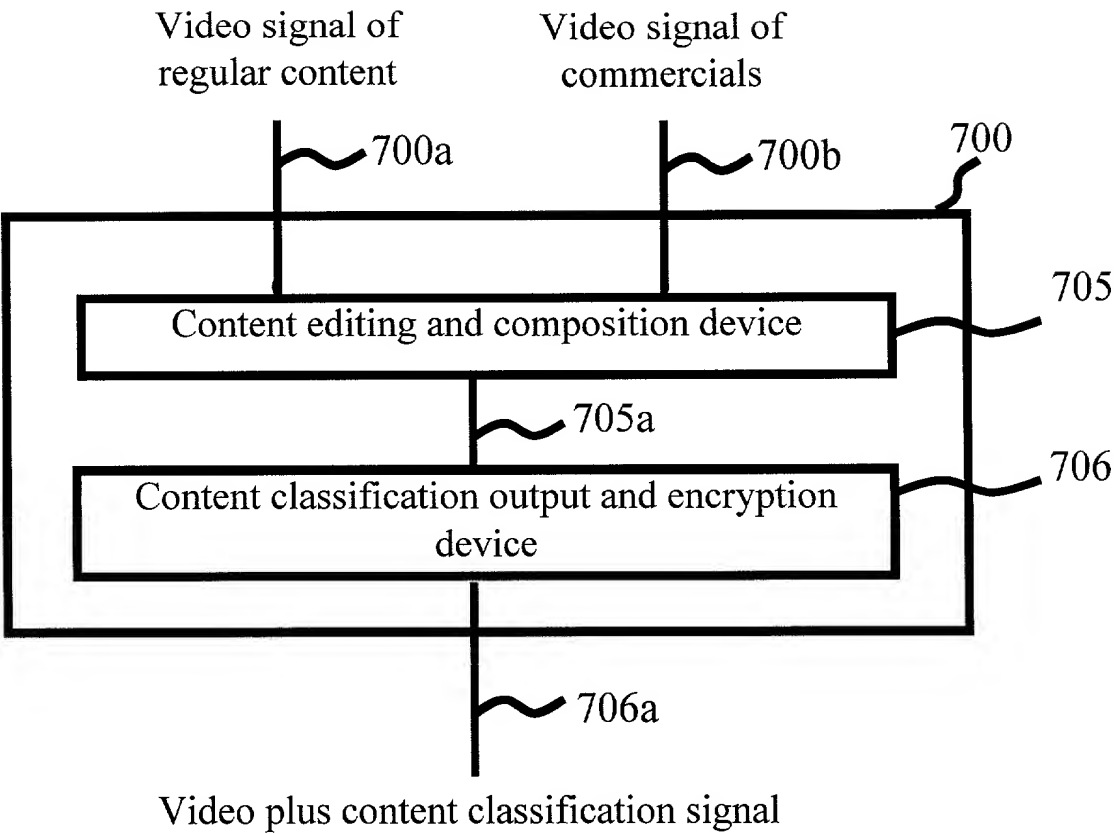 Video signal of
regular content
Video signal of
commercials
700a
700b
700
705
Content editing and composition device
705a
706
Content classification output and encryption
device
706a
Video plus content classification signal